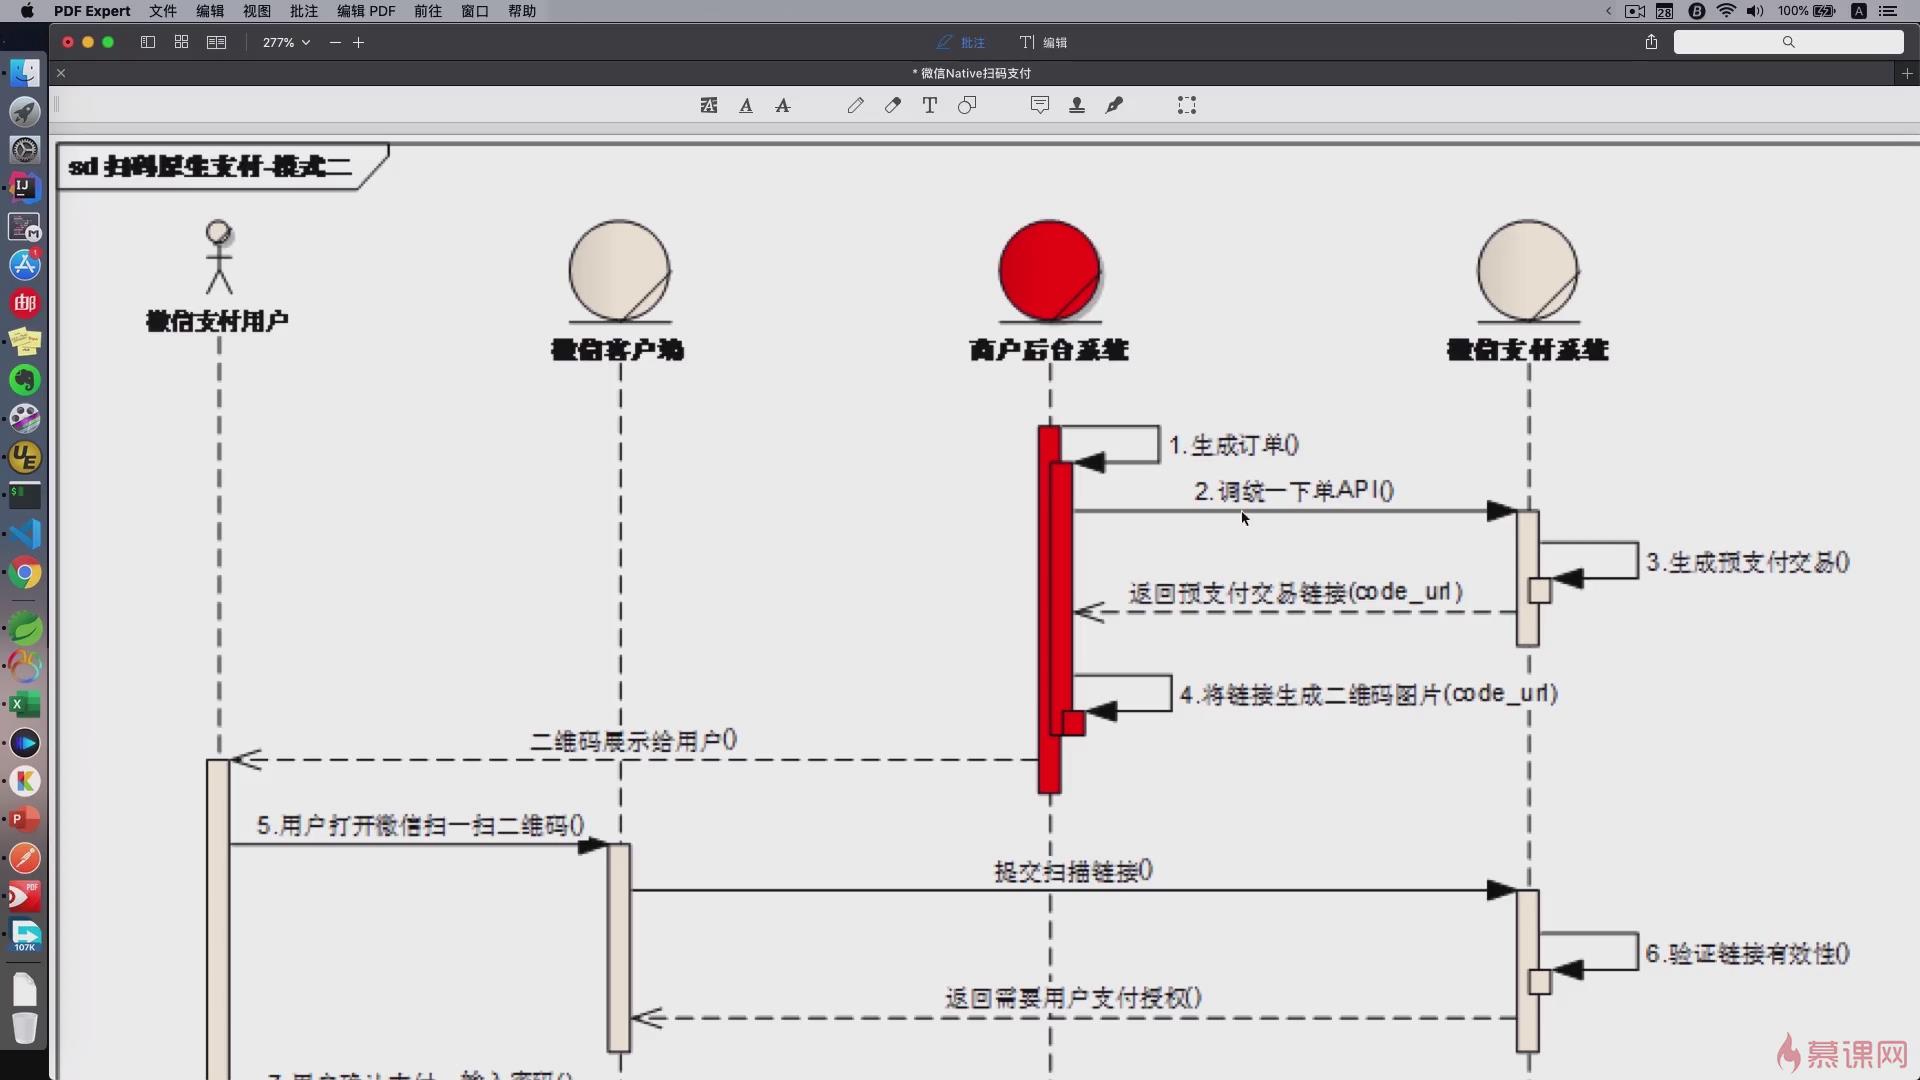 PDF Expert 文件 编辑 视图 批注 编辑 PDF 前往 窗口 帮助
28 100% A
277% 批注 编辑
* 微信Native扫码支付
sd 扫码原生支付-模式二
微信支付用户
微信客户端
商户后台系统
微信支付系统
1.生成订单()
2.调统一下单API()
3.生成预支付交易()
返回预支付交易链接(code_url)
4.将链接生成二维码图片(code_url)
二维码展示给用户()
5.用户打开微信扫一扫二维码()
提交扫描链接()
6.验证链接有效性()
返回需要用户支付授权()
107K
慕课网